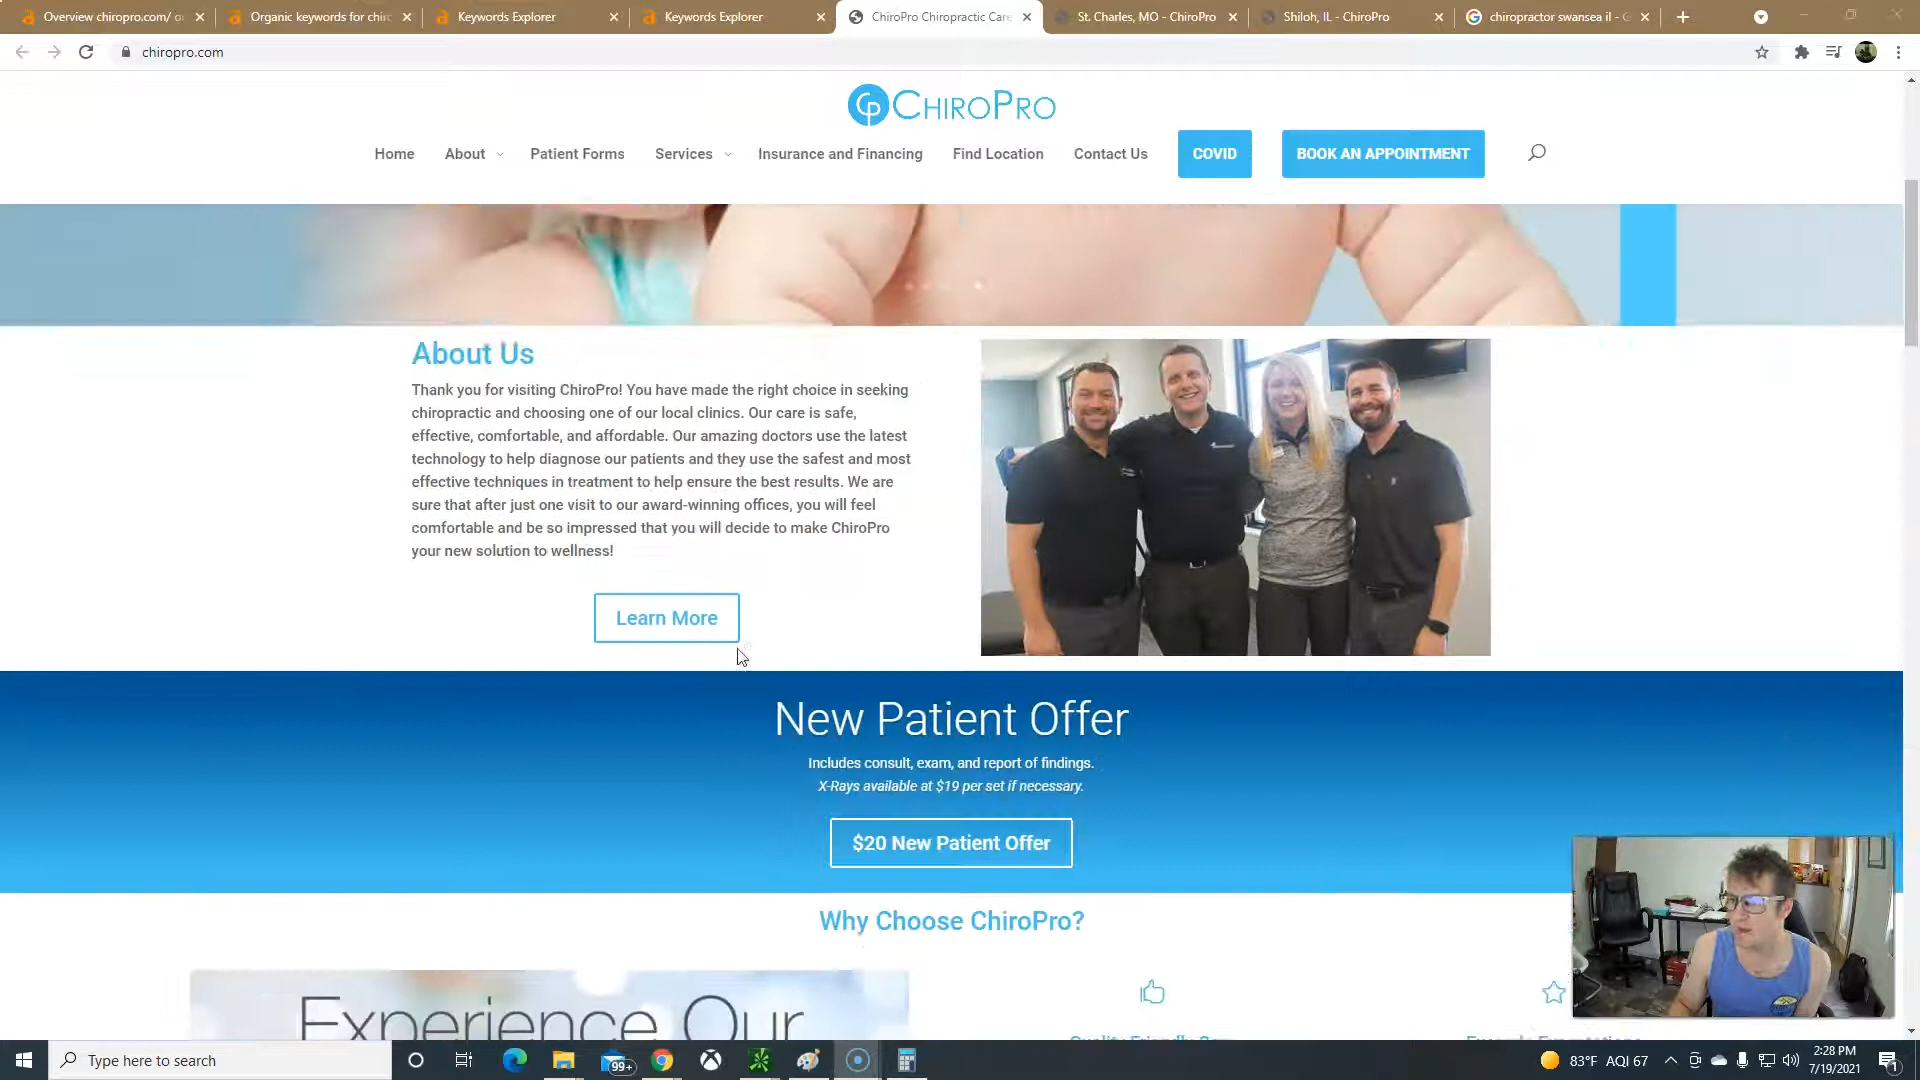 Overview chiropro.com/ o
Organic keywords for chiro
Keywords Explorer
Keywords Explorer
ChiroPro Chiropractic Care
St. Charles, MO - ChiroPro
Shiloh, IL - ChiroPro
chiropractor swansea il - G
chiropro.com
CHIROPRO
Home
About
Patient Forms
Services
Insurance and Financing
Find Location
Contact Us
COVID
BOOK AN APPOINTMENT
About Us
Thank you for visiting ChiroPro! You have made the right choice in seeking
chiropractic and choosing one of our local clinics. Our care is safe,
effective, comfortable, and affordable. Our amazing doctors use the latest
technology to help diagnose our patients and they use the safest and most
effective techniques in treatment to help ensure the best results. We are
sure that after just one visit to our award-winning offices, you will feel
comfortable and be so impressed that you will decide to make ChiroPro
your new solution to wellness!
Learn More
New Patient Offer
Includes consult, exam, and report of findings.
X-Rays available at $19 per set if necessary.
$20 New Patient Offer
Why Choose ChiroPro?
Experience Our
Type here to search
99+
83°F AQI 67
2:28 PM
7/19/2021
1